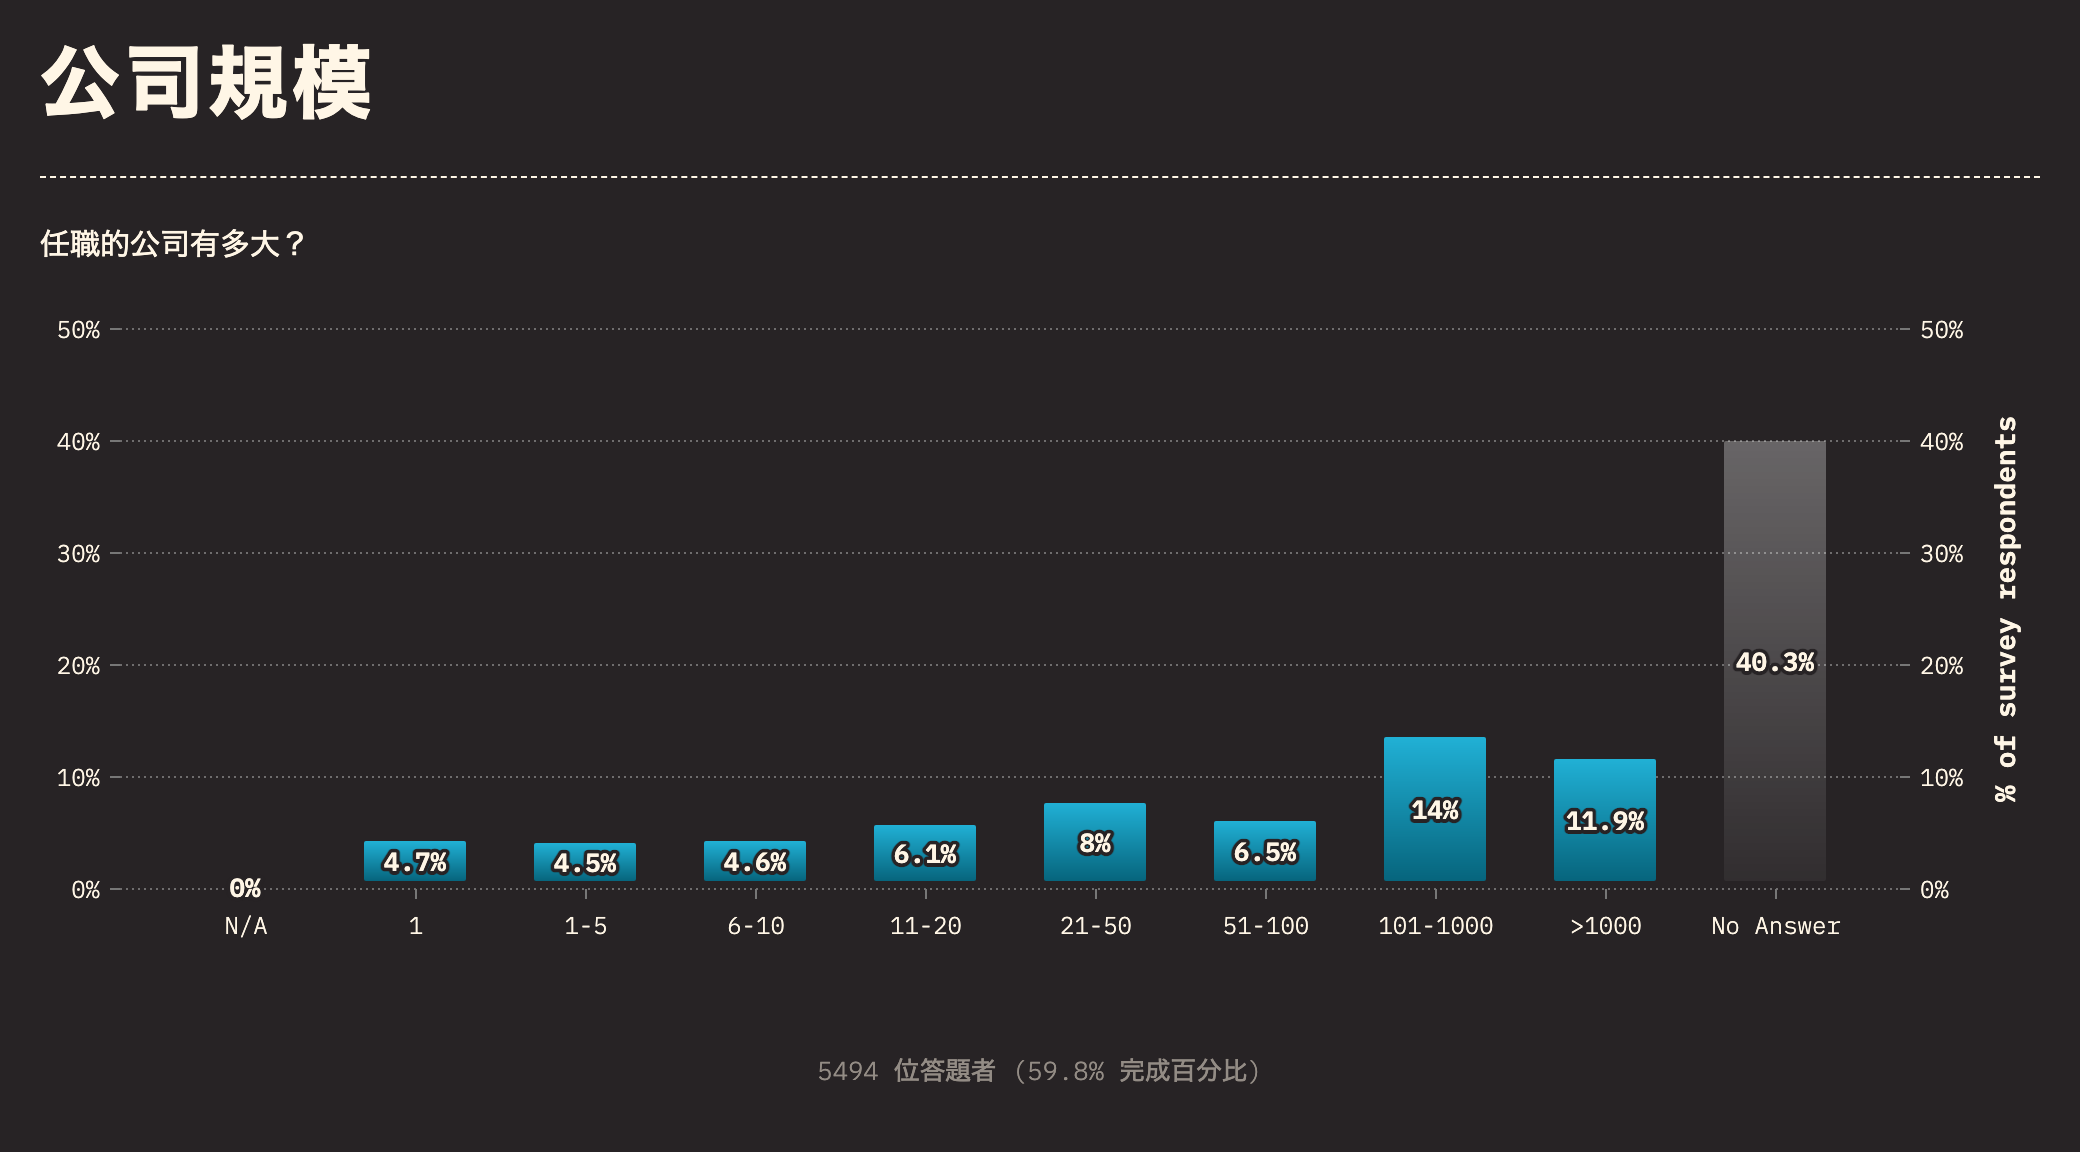 公司規模
任職的公司有多大？
50% 50%
40% 40%
30% 30%
20% 20%
10% 10%
0% 0%
% of survey respoudeuts
0% 4.7% 4.5% 4.6% 6.1% 8% 6.5% 14% 11.9% 40.3%
N/A 1 1-5 6-10 11-20 21-50 51-100 101-1000 >1000 No Answer
5494 位答題者 (59.8% 完成百分比)